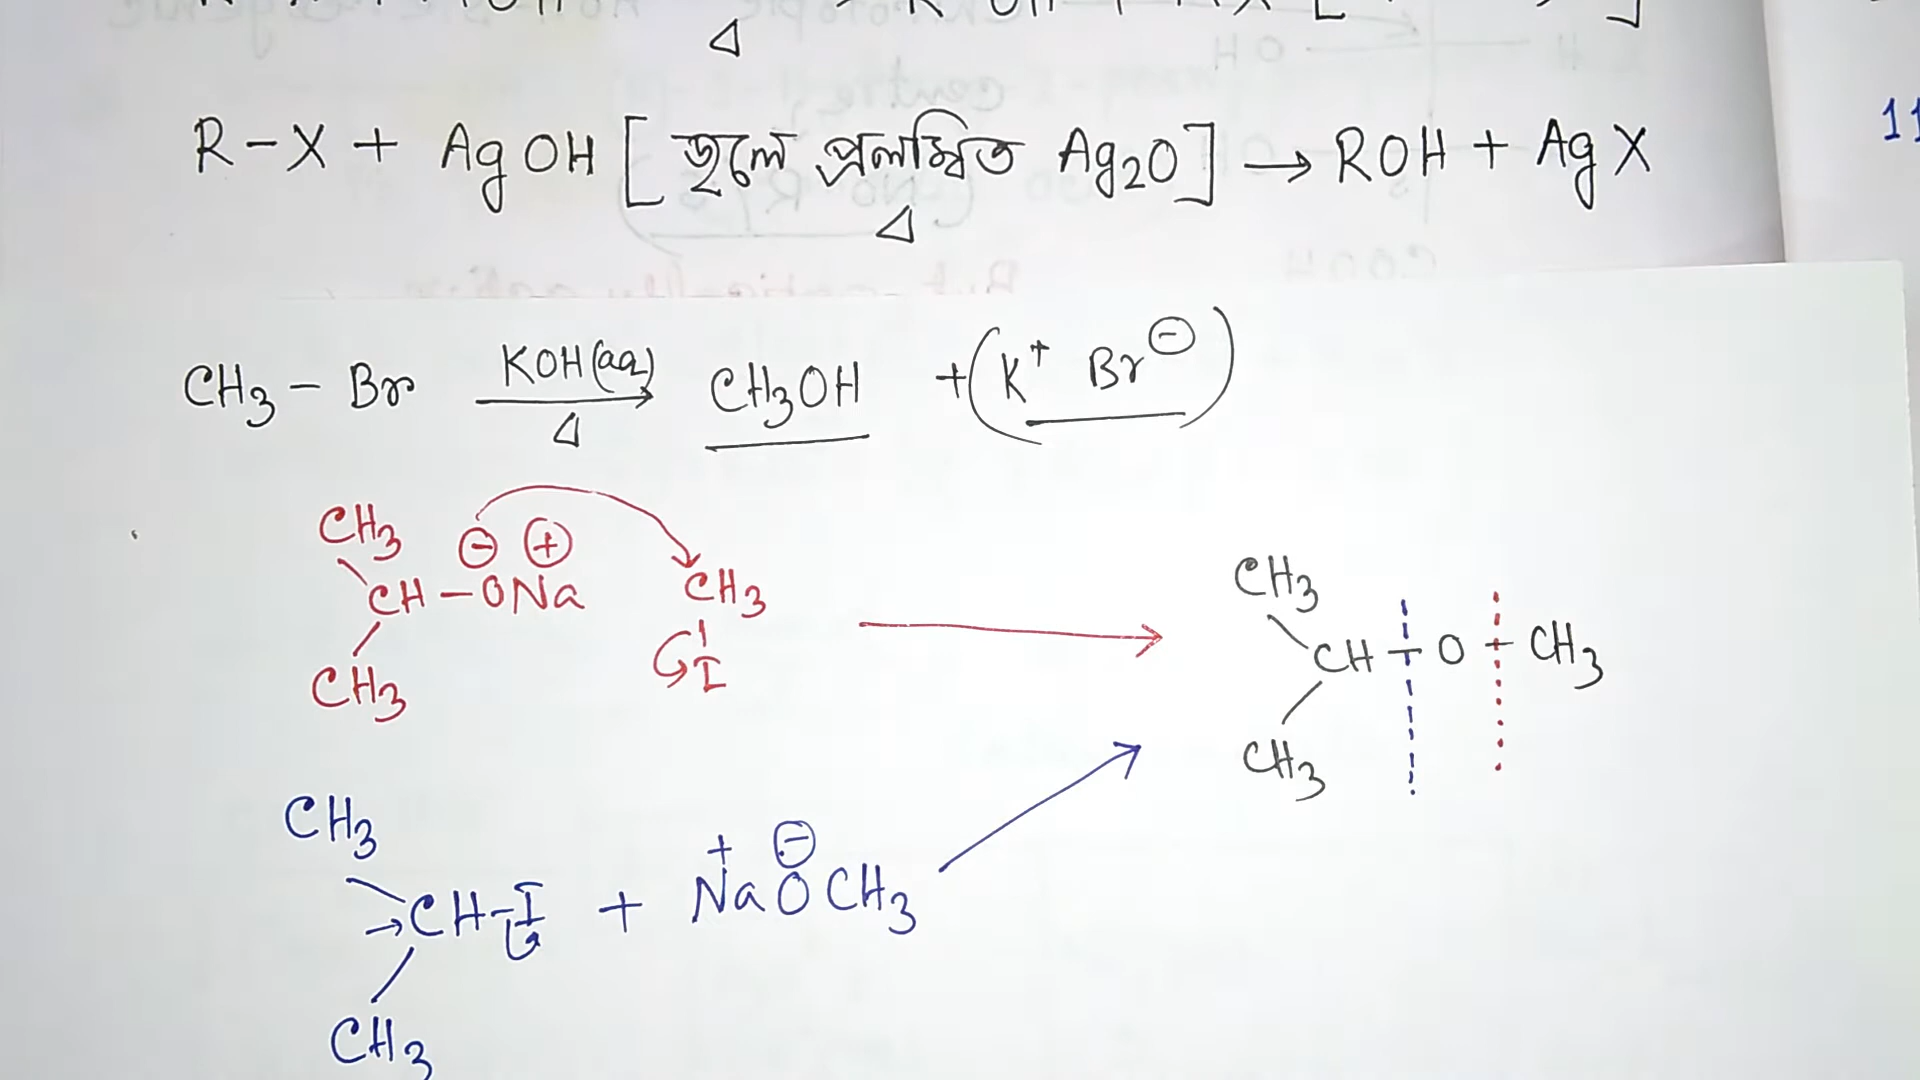 R-X + AgOH [জলে প্রলম্বিত Ag2O] → ROH + AgX
Δ
11
CH3 - Br KOH(aq) Δ → CH3OH + (K+ Br⊖)
CH3
⊖ ⊕
CH - ONa CH3
I
CH3
CH3
CH - O - CH3
CH3
CH3
+ ⊖
→CH-I + NaOCH3
CH3